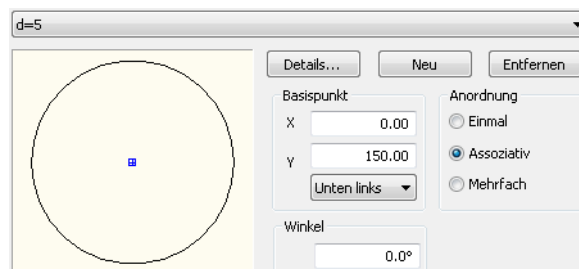 d=5
Details... Neu Entfernen
Basispunkt Anordnung
X 0.00 Einmal
Y 150.00 Assoziativ
Unten links Mehrfach
Winkel
0.0°